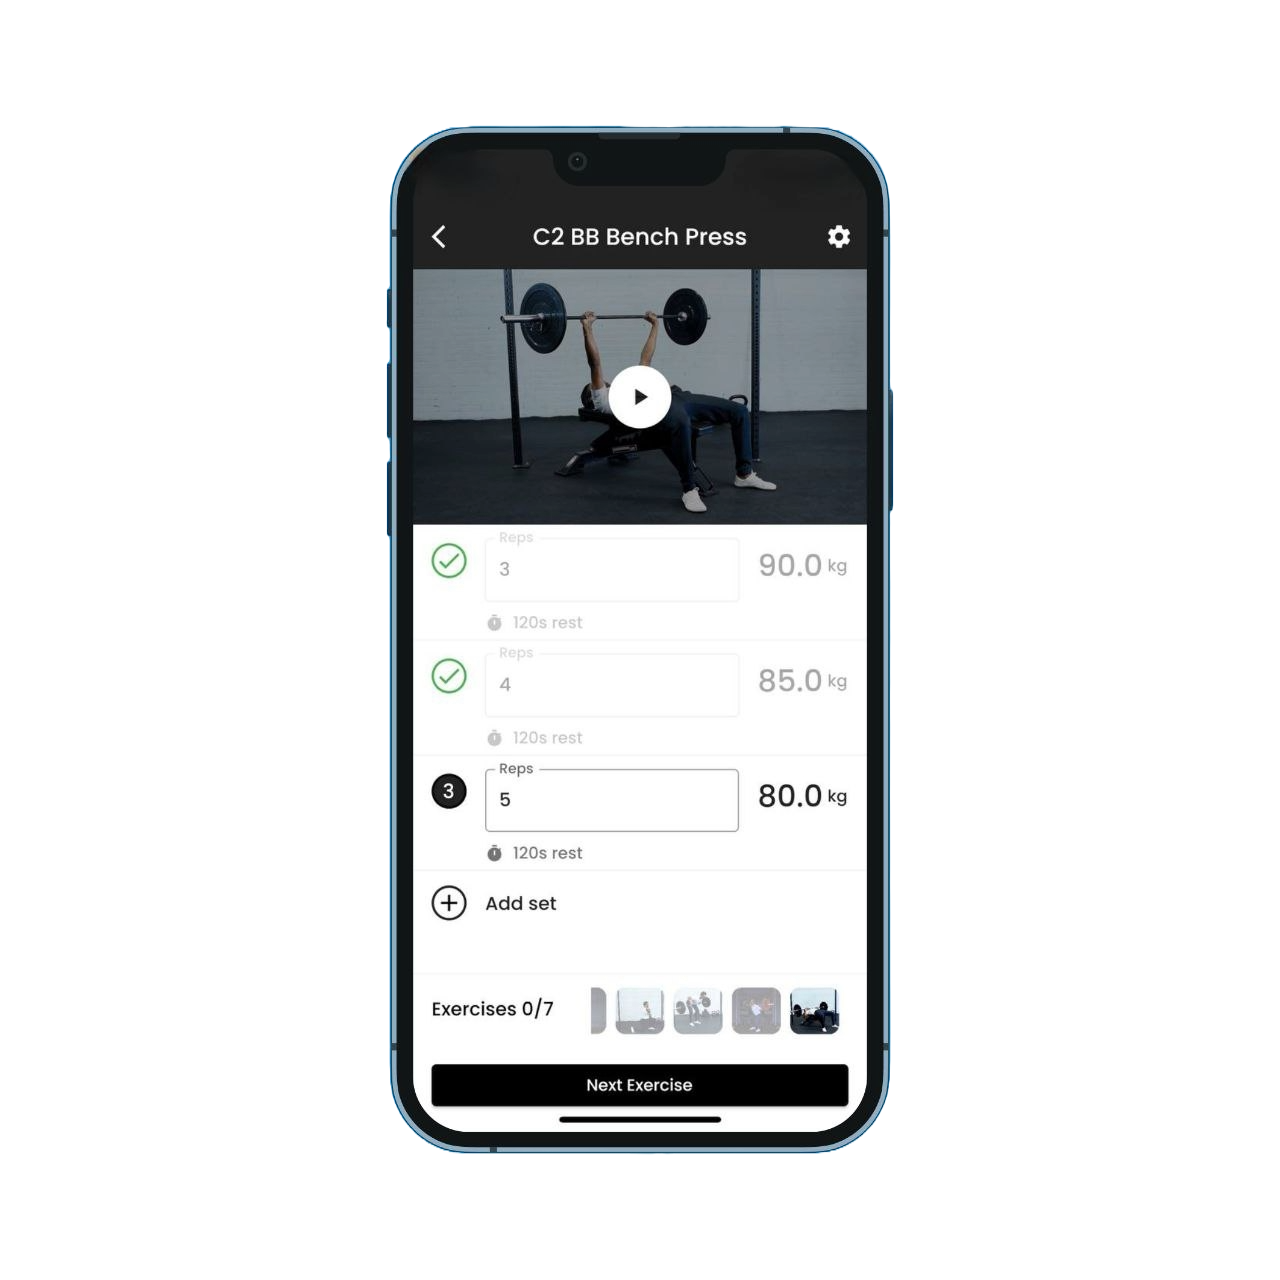 C2 BB Bench Press
Reps
3
90.0 kg
120s rest
Reps
4
85.0 kg
120s rest
Reps
3
5
80.0 kg
120s rest
Add set
Exercises 0/7
Next Exercise